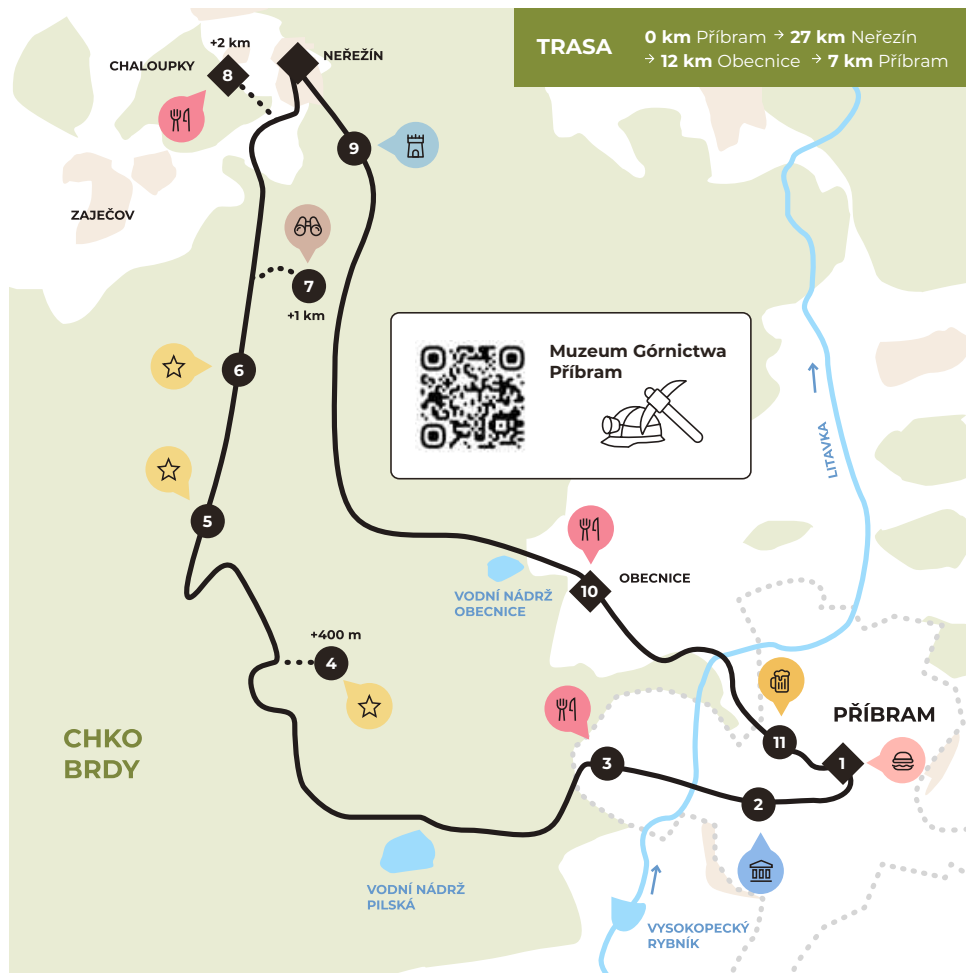 TRASA
0 km Příbram → 27 km Neřezín
→ 12 km Obecnice → 7 km Příbram
+2 km
CHALOUPKY
8
NEŘEŽÍN
9
ZAJEČOV
7
+1 km
6
Muzeum Górnictwa
Příbram
LITAVKA
5
10
OBECNICE
VODNÍ NÁDRŽ
OBECNICE
+400 m
4
CHKO
BRDY
PŘÍBRAM
11
1
3
2
VODNÍ NÁDRŽ
PILSKÁ
VYSOKOPECKÝ
RYBNÍK